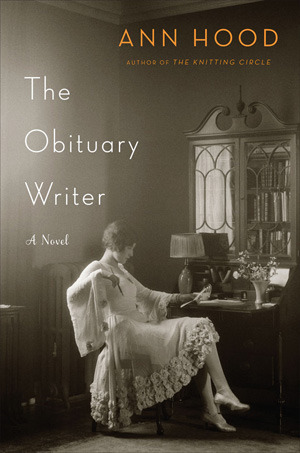 ANN HOOD
AUTHOR OF THE KNITTING CIRCLE
The
Obituary
Writer
A Novel